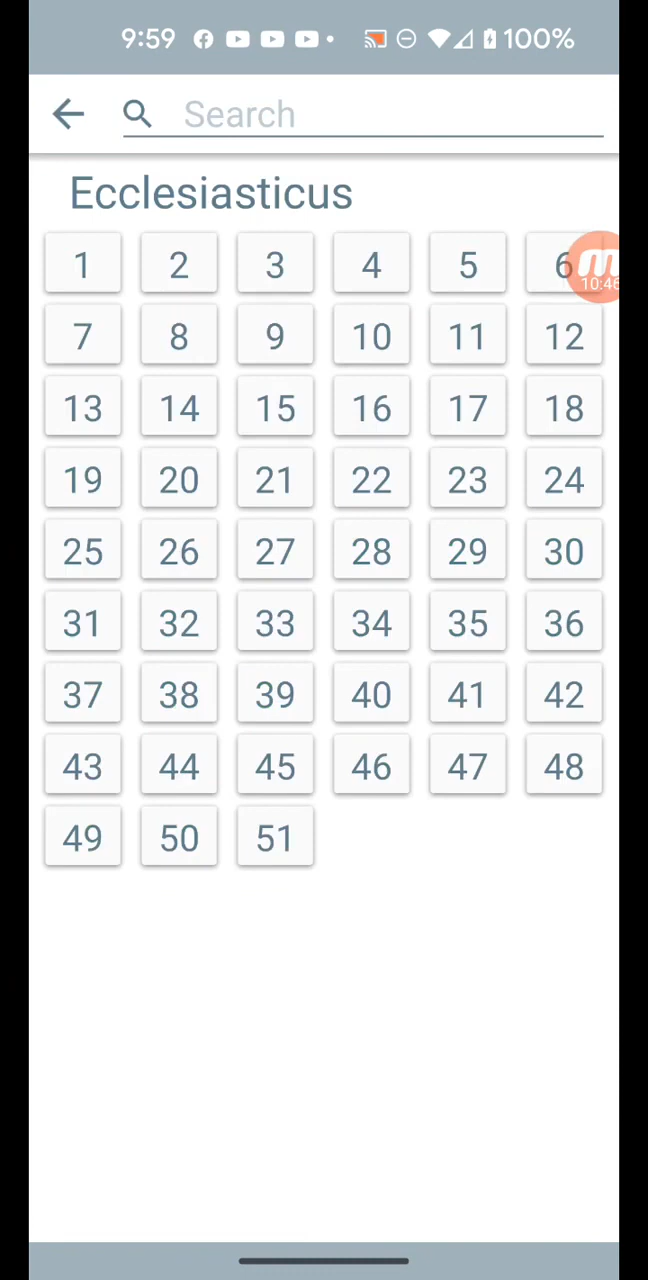 9:59 100%
Search
Ecclesiasticus
1 2 3 4 5 6
10:46
7 8 9 10 11 12
13 14 15 16 17 18
19 20 21 22 23 24
25 26 27 28 29 30
31 32 33 34 35 36
37 38 39 40 41 42
43 44 45 46 47 48
49 50 51